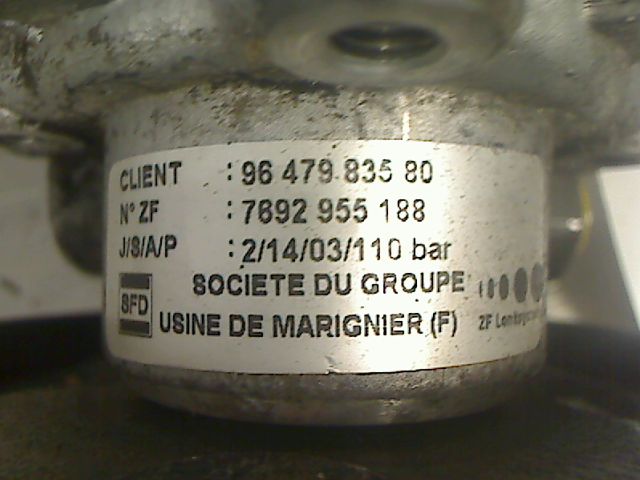 CLIENT : 96 479 835 80
N° ZF : 7692 955 188
J/S/A/P : 2/14/03/110 bar
SOCIETE DU GROUPE
SFD
USINE DE MARIGNIER (F)
ZF